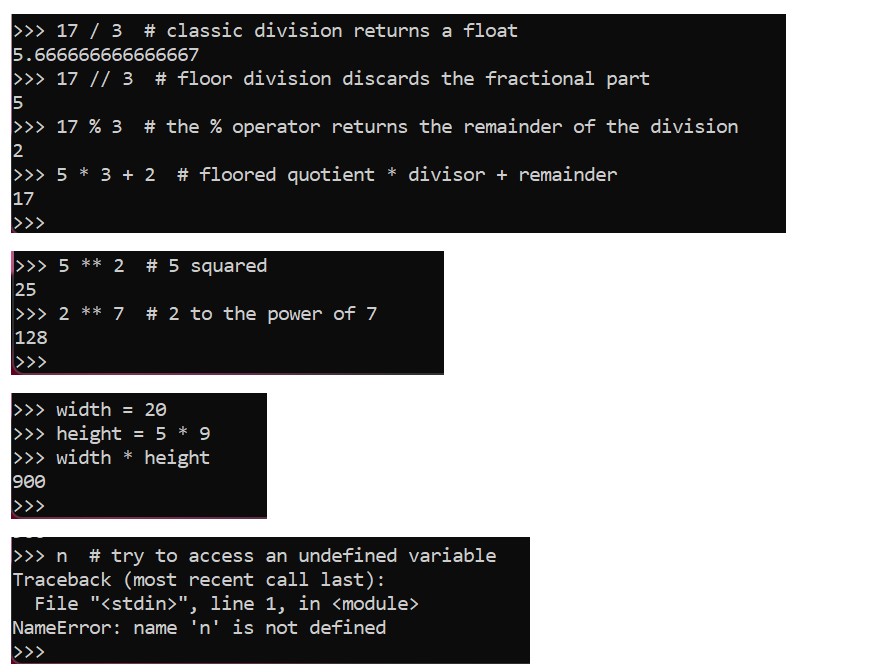 >>> 17 / 3  # classic division returns a float
5.666666666666667
>>> 17 // 3  # floor division discards the fractional part
5
>>> 17 % 3  # the % operator returns the remainder of the division
2
>>> 5 * 3 + 2  # floored quotient * divisor + remainder
17
>>>
>>> 5 ** 2  # 5 squared
25
>>> 2 ** 7  # 2 to the power of 7
128
>>>
>>> width = 20
>>> height = 5 * 9
>>> width * height
900
>>>
>>> n  # try to access an undefined variable
Traceback (most recent call last):
  File "<stdin>", line 1, in <module>
NameError: name 'n' is not defined
>>>